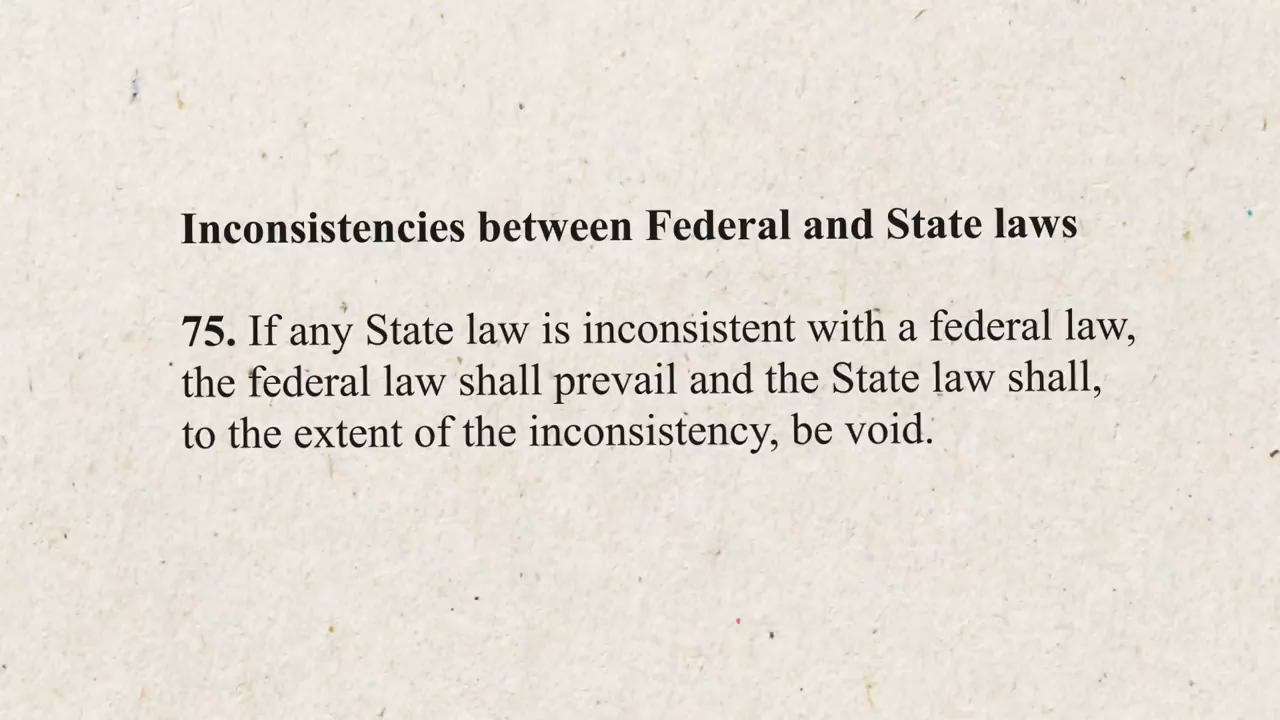 Inconsistencies between Federal and State laws
75. If any State law is inconsistent with a federal law,
the federal law shall prevail and the State law shall,
to the extent of the inconsistency, be void.